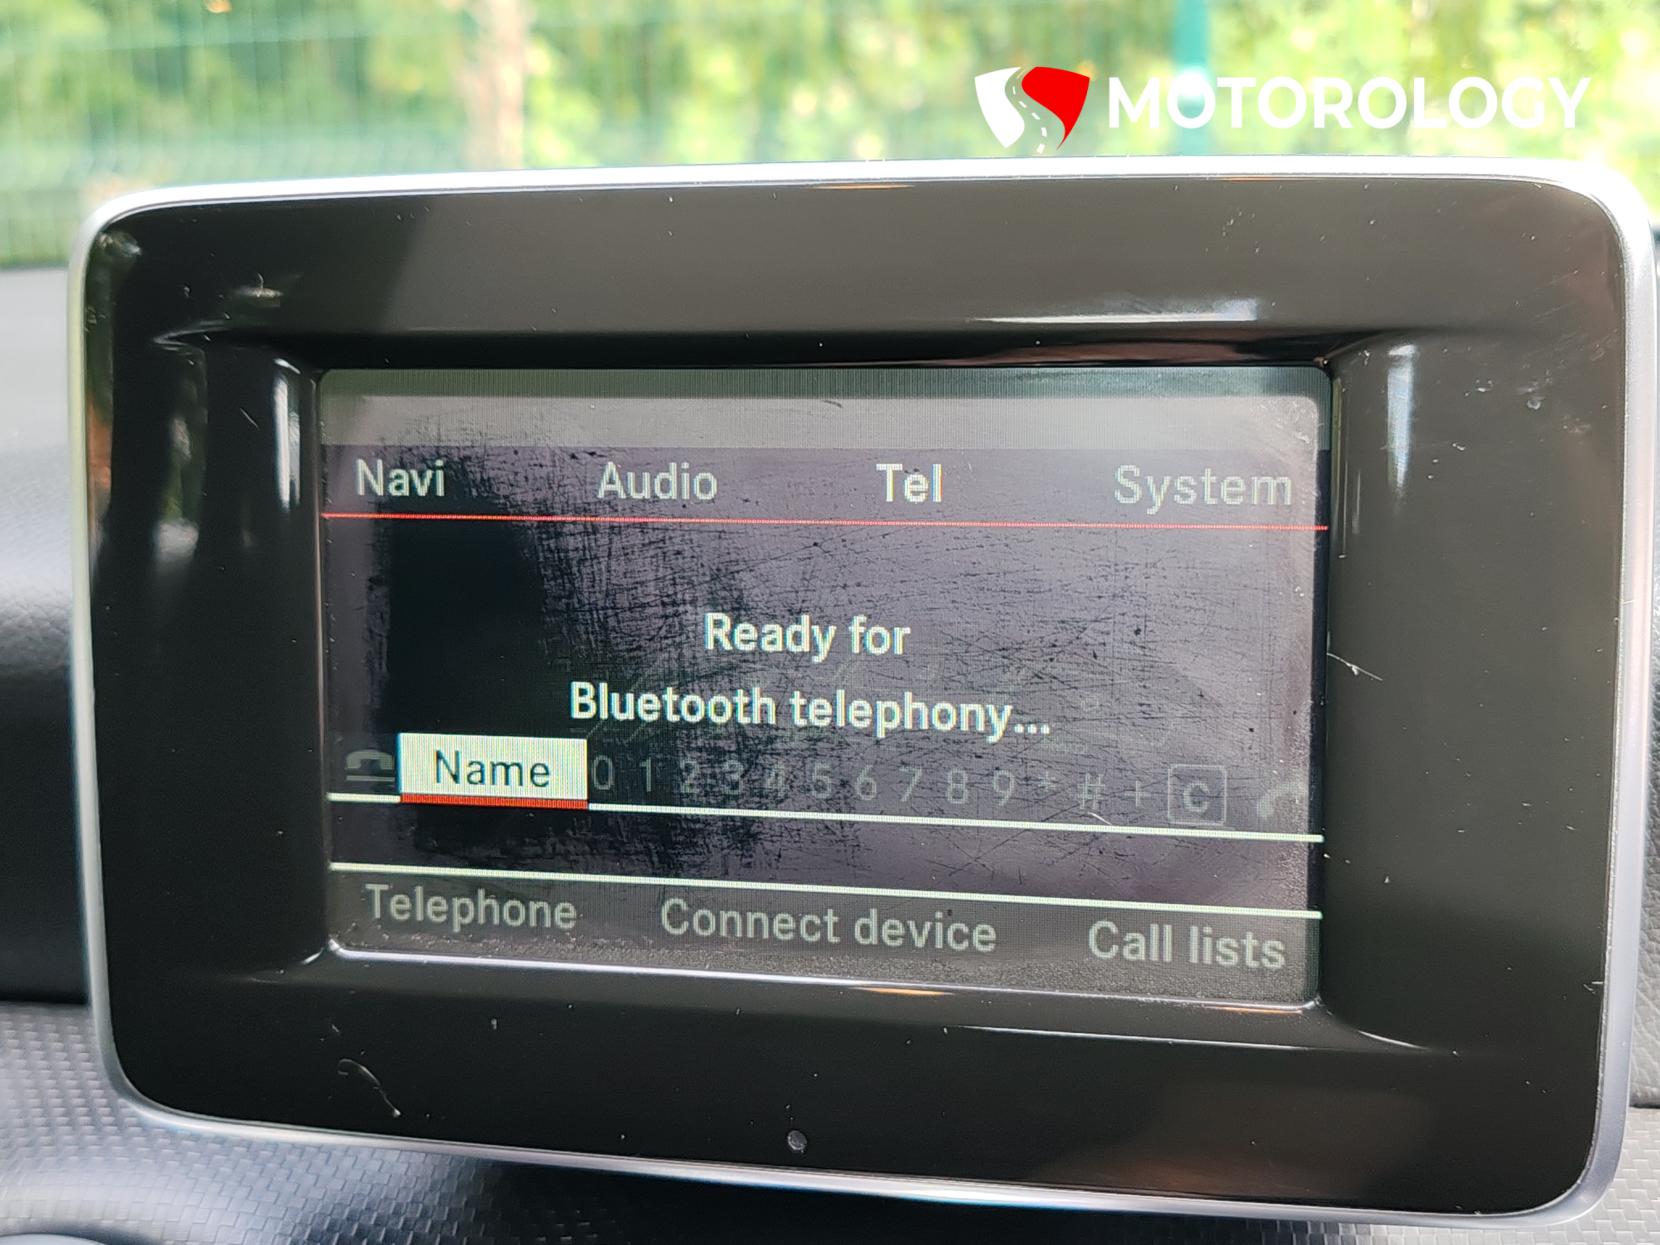 MOTOROLOGY
Navi Audio Tel System
Ready for
Bluetooth telephony...
Name 0 1 2 3 4 5 6 7 8 9 * # + C
Telephone Connect device Call lists